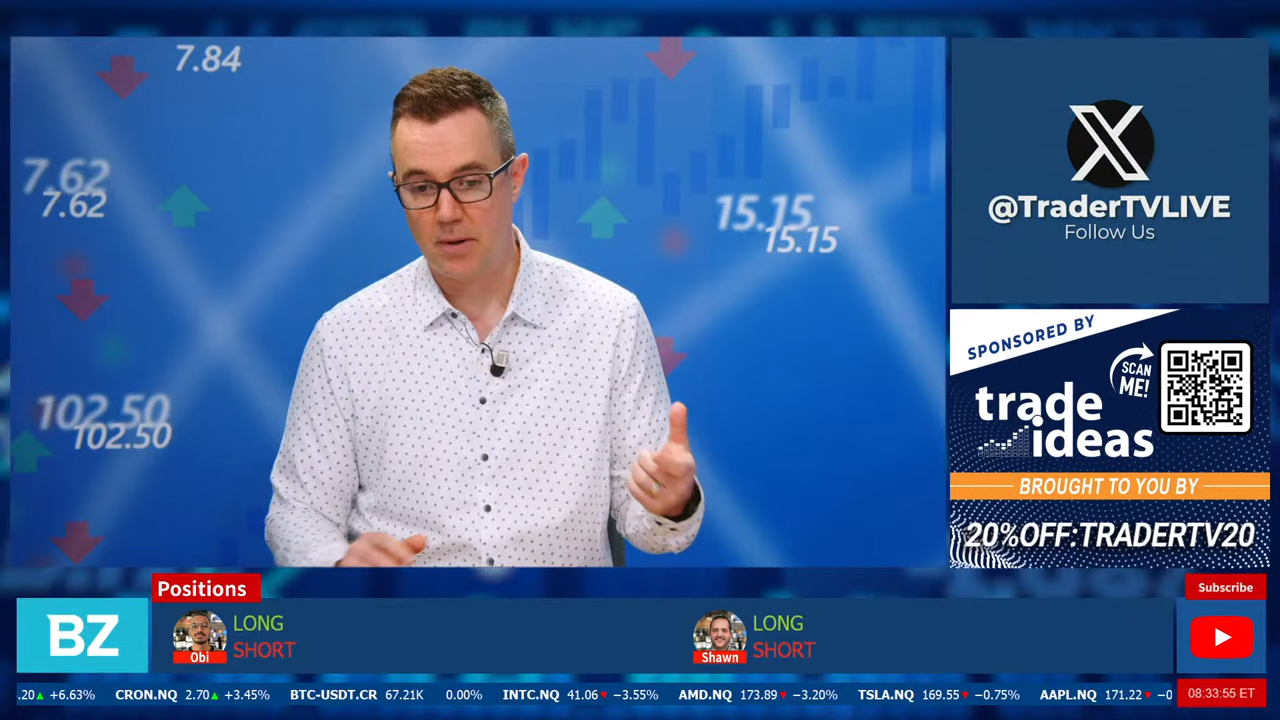 7.84
7.62
7.62
15.15
15.15
102.50
102.50
@TraderTVLIVE
Follow Us
SPONSORED BY
SCAN
ME!
trade
ideas
BROUGHT TO YOU BY
20%OFF:TRADERTV20
Positions
Subscribe
BZ
Obi
LONG
SHORT
Shawn
LONG
SHORT
.20▲ +6.63% CRON.NQ 2.70▲ +3.45% BTC-USDT.CR 67.21K 0.00% INTC.NQ 41.06▼ −3.55% AMD.NQ 173.89▼ −3.20% TSLA.NQ 169.55▼ −0.75% AAPL.NQ 171.22▼ −0
08:33:55 ET